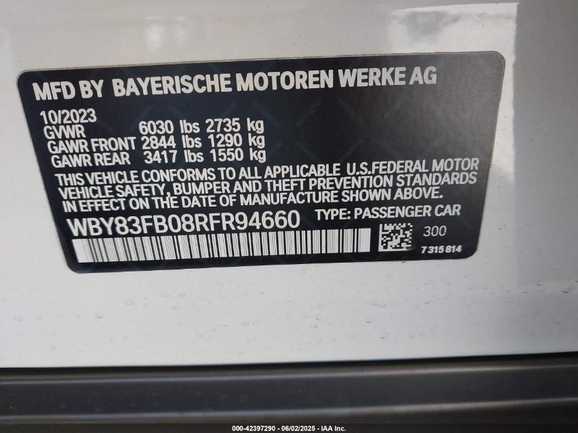 MFD BY BAYERISCHE MOTOREN WERKE AG
10/2023
GVWR 6030 lbs 2735 kg
GAWR FRONT 2844 lbs 1290 kg
GAWR REAR 3417 lbs 1550 kg
THIS VEHICLE CONFORMS TO ALL APPLICABLE U.S.FEDERAL MOTOR
VEHICLE SAFETY, BUMPER AND THEFT PREVENTION STANDARDS
IN EFFECT ON THE DATE OF MANUFACTURE SHOWN ABOVE.
WBY83FB08RFR94660 TYPE: PASSENGER CAR
300
7 315 814
000-42397290 - 06/02/2025 - IAA Inc.